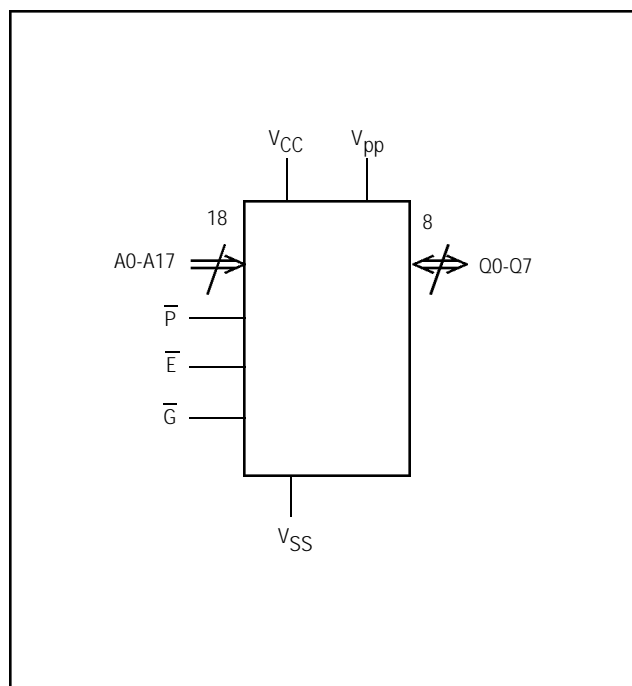 VCC Vpp
18 8
A0-A17 Q0-Q7
P̅
E̅
G̅
VSS